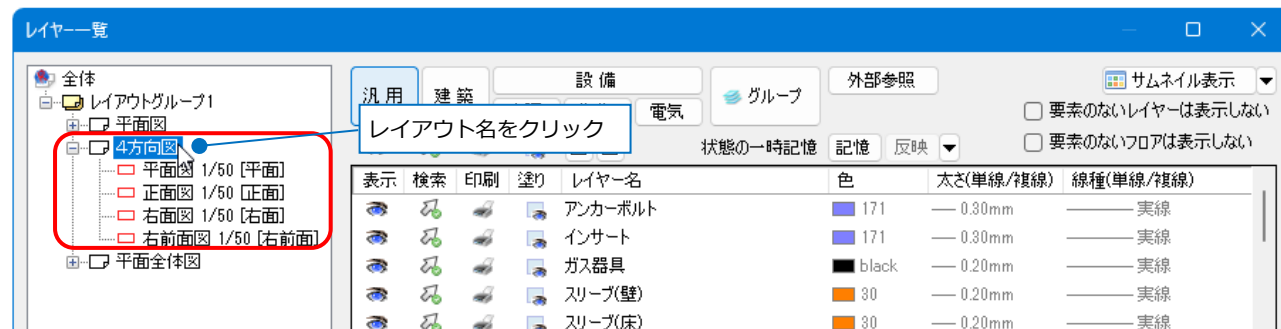 レイヤー一覧
全体
レイアウトグループ1
平面図
4方向図
平面図 1/50 [平面]
正面図 1/50 [正面]
右面図 1/50 [右面]
右前面図 1/50 [右前面]
平面全体図
レイアウト名をクリック
汎用
建築
設備
電気
グループ
外部参照
サムネイル表示
要素のないレイヤーは表示しない
要素のないフロアは表示しない
状態の一時記憶 記憶 反映
表示 検索 印刷 塗り レイヤー名 色 太さ(単線/複線) 線種(単線/複線)
アンカーボルト 171 0.30mm 実線
インサート 171 0.30mm 実線
ガス器具 black 0.20mm 実線
スリーブ(壁) 30 0.20mm 実線
スリーブ(床) 30 0.20mm 実線